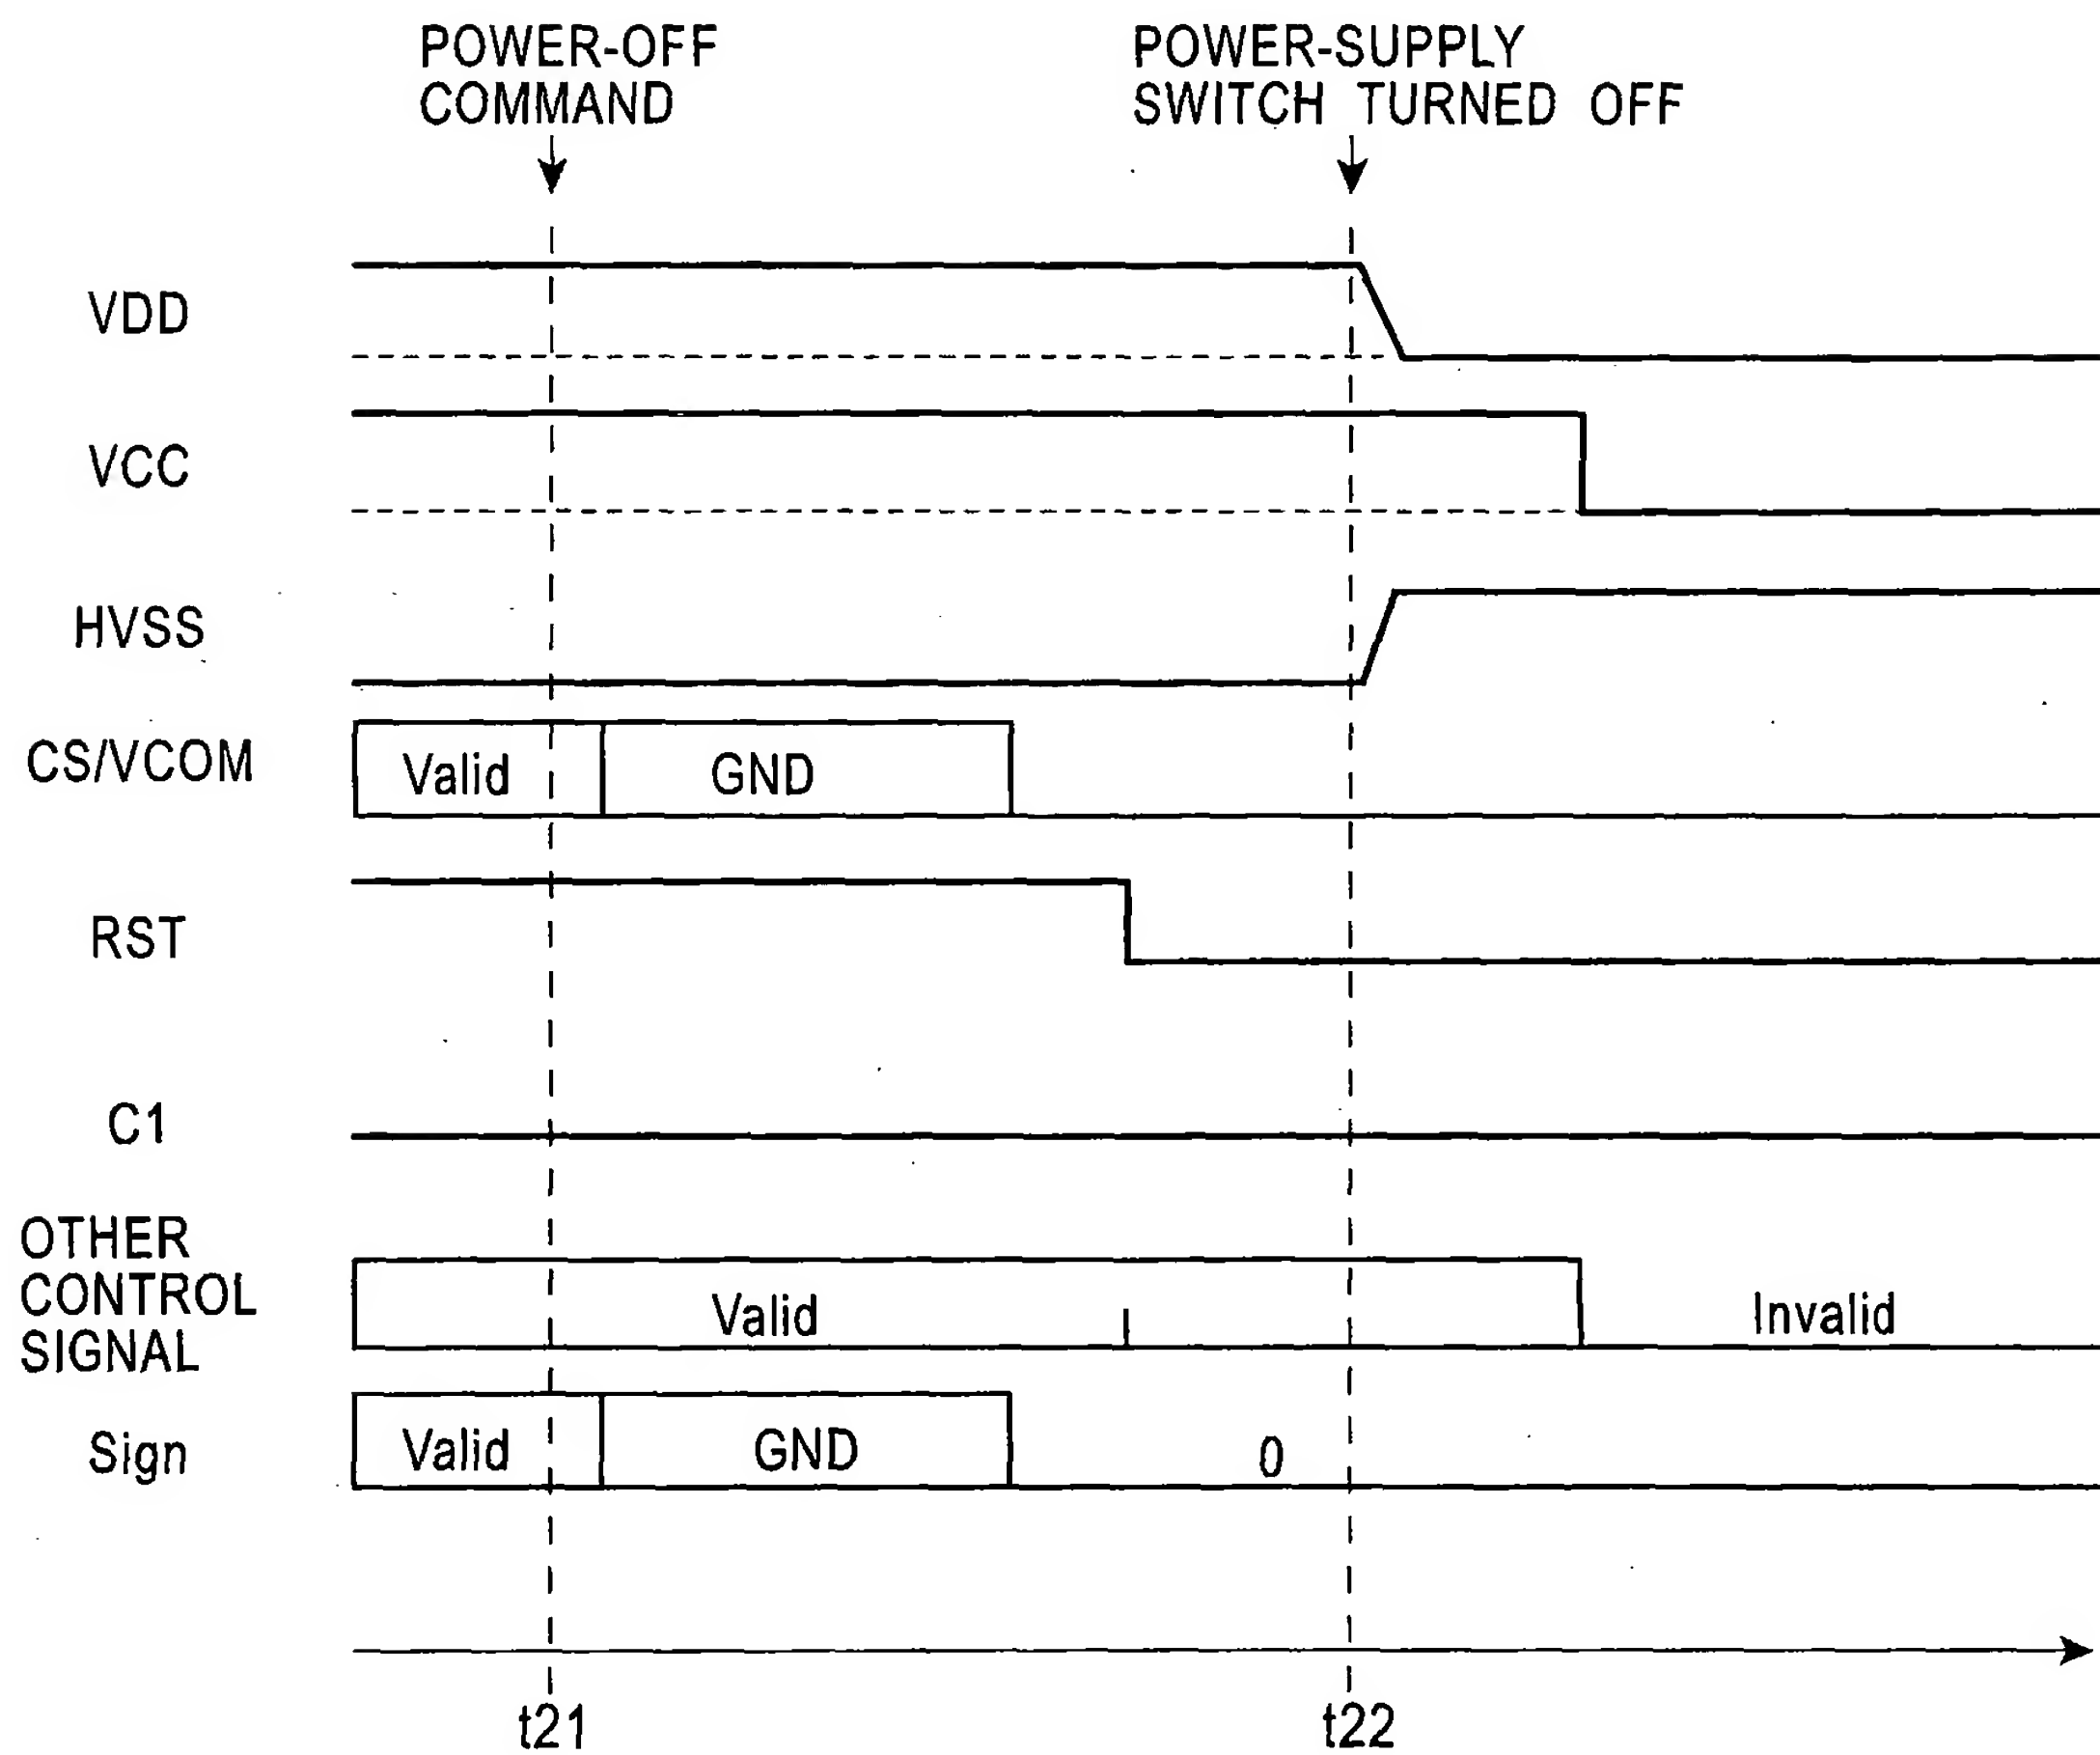 POWER-OFF
COMMAND
POWER-SUPPLY
SWITCH TURNED OFF
VDD
VCC
HVSS
CS/VCOM
Valid
GND
RST
C1
OTHER
CONTROL
SIGNAL
Valid
Invalid
Sign
Valid
GND
0
t21
t22